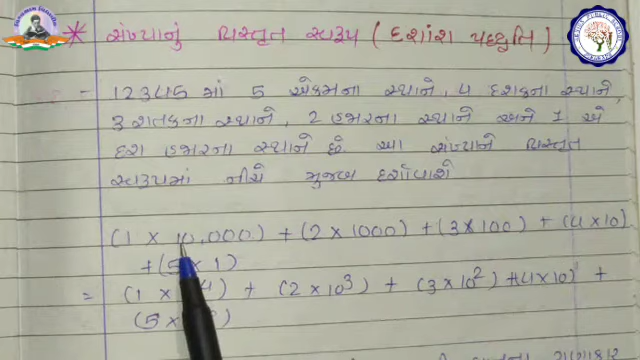 * સંખ્યાનું વિસ્તૃત સ્વરૂપ ( દશાંશ પદ્ધતિ )
- 12345 માં 5 એકમના સ્થાને, 4 દશકના સ્થાને,
3 શતકના સ્થાને, 2 હજારના સ્થાને અને 1 એ
દશ હજારના સ્થાને છે. આ સંખ્યાને વિસ્તૃત
સ્વરૂપમાં નીચે મુજબ દર્શાવાશે
(1 × 10,000) + (2 × 1000) + (3 × 100) + (4 × 10)
+ (5 × 1)
= (1 × 4) + (2 × 10³) + (3 × 10²) + (4 × 10) +
(5 × )